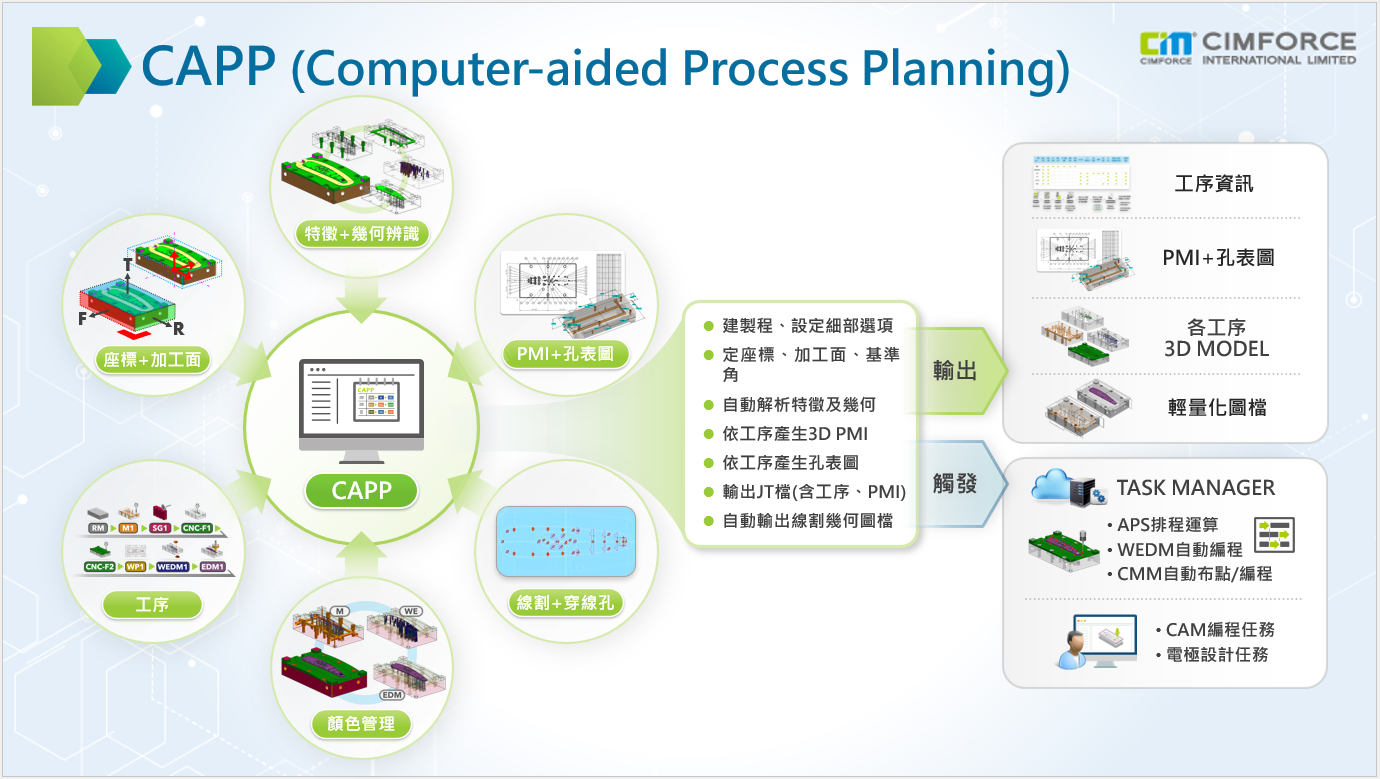 CAPP (Computer-aided Process Planning)
CIM®
CIMFORCE
CIMFORCE
INTERNATIONAL LIMITED
特徵+幾何辨識
T
F
R
座標+加工面
PMI+孔表圖
CAPP
CAPP
RM
M1
SG1
CNC-F1
CNC-F2
WP1
WEDM1
EDM1
工序
線割+穿線孔
M
WE
EDM
顏色管理
建製程、設定細部選項
定座標、加工面、基準
角
自動解析特徵及幾何
依工序產生3D PMI
依工序產生孔表圖
輸出JT檔(含工序、PMI)
自動輸出線割幾何圖檔
輸出
觸發
工序資訊
PMI+孔表圖
各工序
3D MODEL
輕量化圖檔
TASK MANAGER
• APS排程運算
• WEDM自動編程
• CMM自動布點/編程
• CAM編程任務
• 電極設計任務